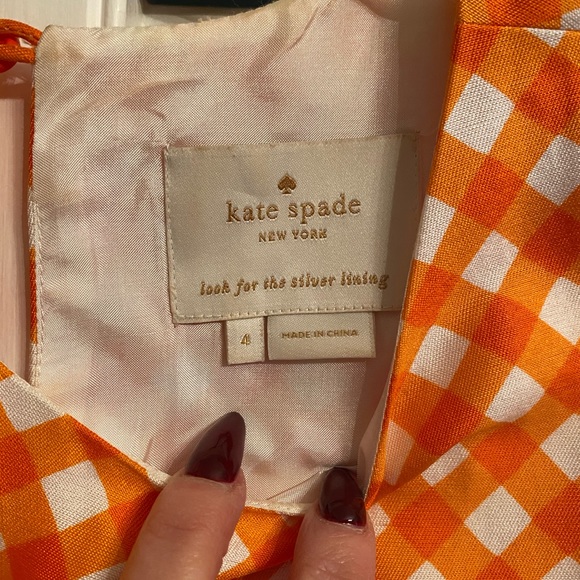 kate spade
NEW YORK
look for the silver lining
4
MADE IN CHINA